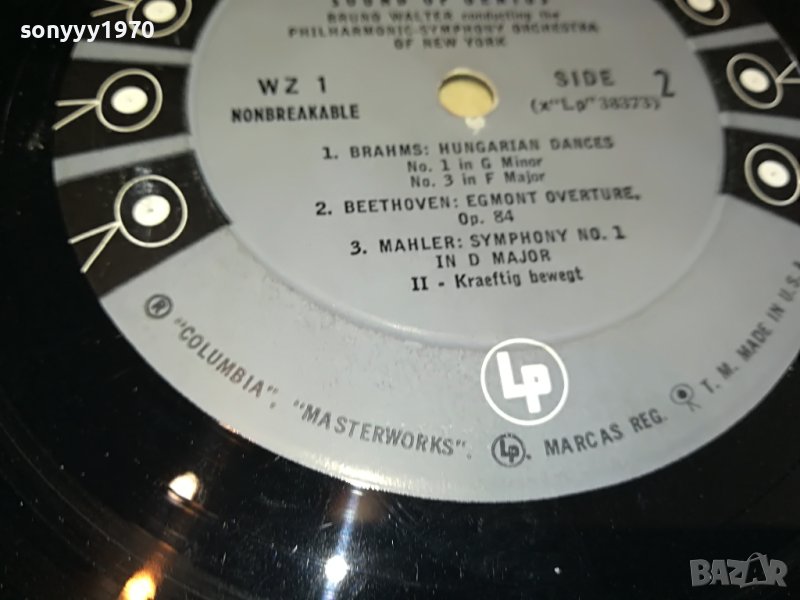 sonyyy1970
SOUND OF GENIUS
BRUNO WALTER conducting the
PHILHARMONIC-SYMPHONY ORCHESTRA
OF NEW YORK
WZ 1
NONBREAKABLE
SIDE 2
(x"Lp"38373)
1. BRAHMS: HUNGARIAN DANCES
No. 1 in G Minor
No. 3 in F Major
2. BEETHOVEN: EGMONT OVERTURE,
Op. 84
3. MAHLER: SYMPHONY NO. 1
IN D MAJOR
II - Kraeftig bewegt
Lp
® "COLUMBIA", "MASTERWORKS", Lp. MARCAS REG. T. M. MADE IN U.S.A.
BAZAR